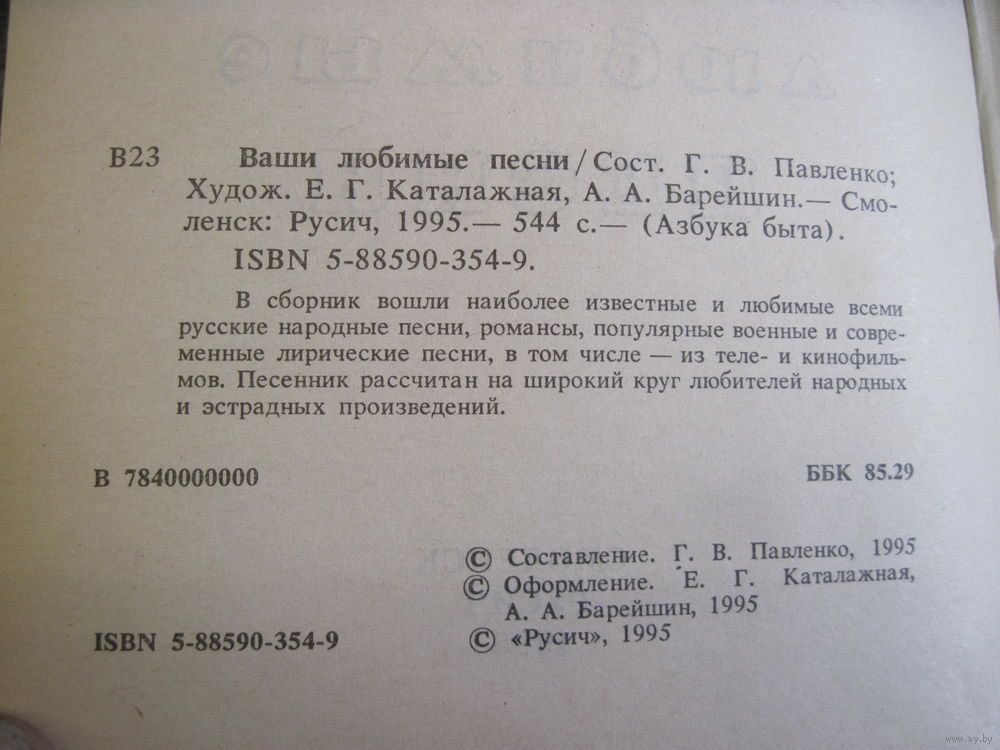 В23 Ваши любимые песни/Сост. Г. В. Павленко;
Худож. Е. Г. Каталажная, А. А. Барейшин.— Смо-
ленск: Русич, 1995.— 544 с.— (Азбука быта).
ISBN 5-88590-354-9.
В сборник вошли наиболее известные и любимые всеми
русские народные песни, романсы, популярные военные и совре-
менные лирические песни, в том числе — из теле- и кинофиль-
мов. Песенник рассчитан на широкий круг любителей народных
и эстрадных произведений.
В 7840000000 ББК 85.29
© Составление. Г. В. Павленко, 1995
© Оформление. Е. Г. Каталажная,
А. А. Барейшин, 1995
ISBN 5-88590-354-9 © «Русич», 1995
www.ay.by